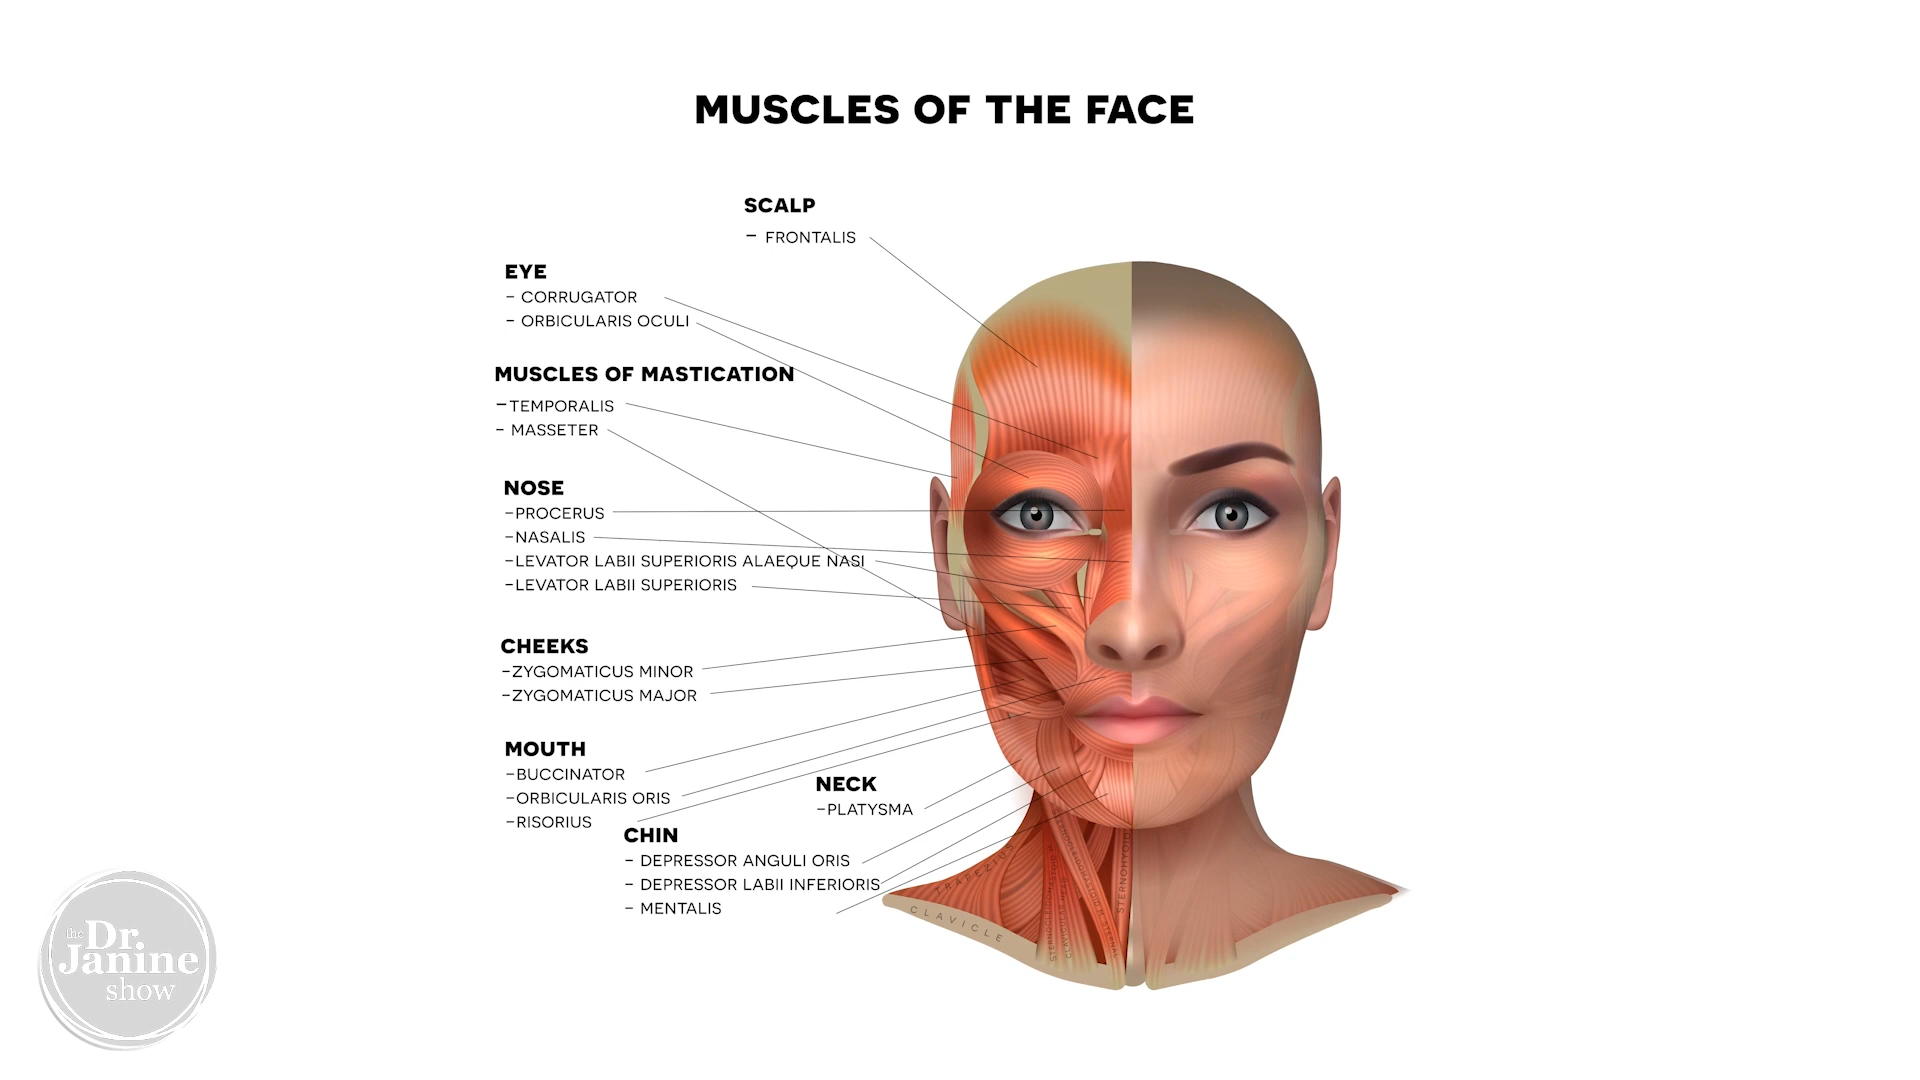 MUSCLES OF THE FACE
SCALP
– FRONTALIS
EYE
– CORRUGATOR
– ORBICULARIS OCULI
MUSCLES OF MASTICATION
–TEMPORALIS
– MASSETER
NOSE
–PROCERUS
–NASALIS
–LEVATOR LABII SUPERIORIS ALAEQUE NASI
–LEVATOR LABII SUPERIORIS
CHEEKS
–ZYGOMATICUS MINOR
–ZYGOMATICUS MAJOR
MOUTH
–BUCCINATOR
–ORBICULARIS ORIS
–RISORIUS
NECK
–PLATYSMA
CHIN
– DEPRESSOR ANGULI ORIS
– DEPRESSOR LABII INFERIORIS
– MENTALIS
TRAPEZIUS
CLAVICLE
STERNOHYOID
the Dr.
Janine
show